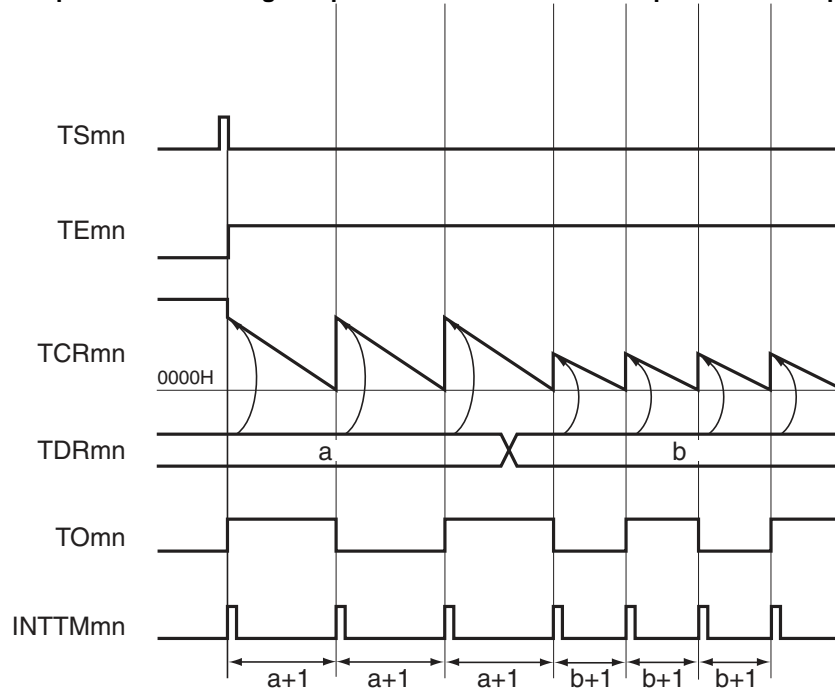 TSmn
TEmn
TCRmn
0000H
TDRmn
a
b
TOmn
INTTMmn
a+1
a+1
a+1
b+1
b+1
b+1